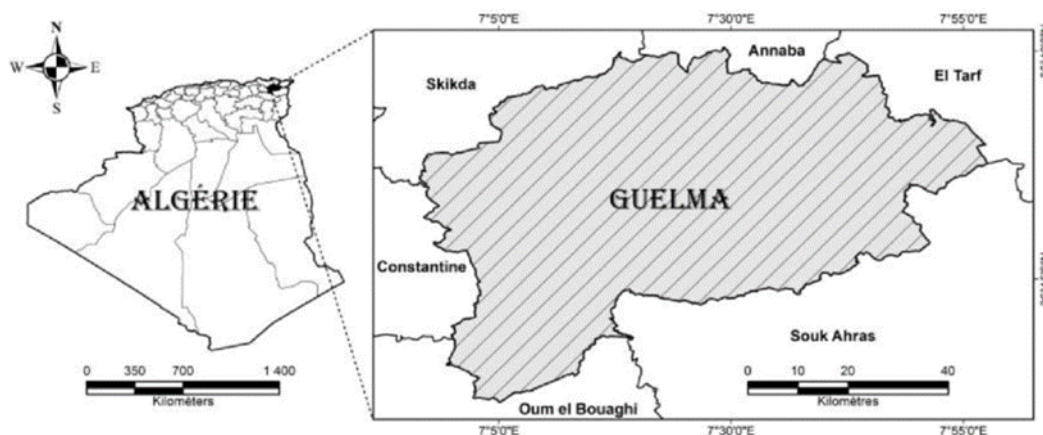 7°5'0"E 7°30'0"E 7°55'0"E
N
W E
S
Skikda
Annaba
El Tarf
ALGÉRIE
GUELMA
Constantine
Souk Ahras
0 350 700 1 400
Kilométers
0 10 20 40
Kilomètres
Oum el Bouaghi
7°5'0"E 7°30'0"E 7°55'0"E